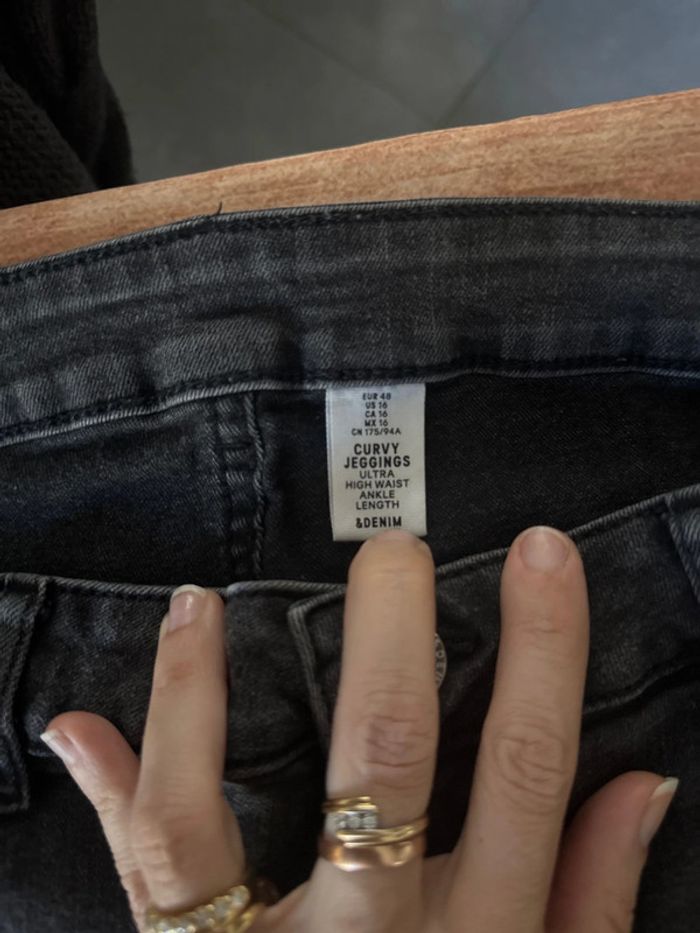 EUR 48
US 16
CA 16
MX 16
CN 175/94A
CURVY
JEGGINGS
ULTRA
HIGH WAIST
ANKLE
LENGTH
&DENIM